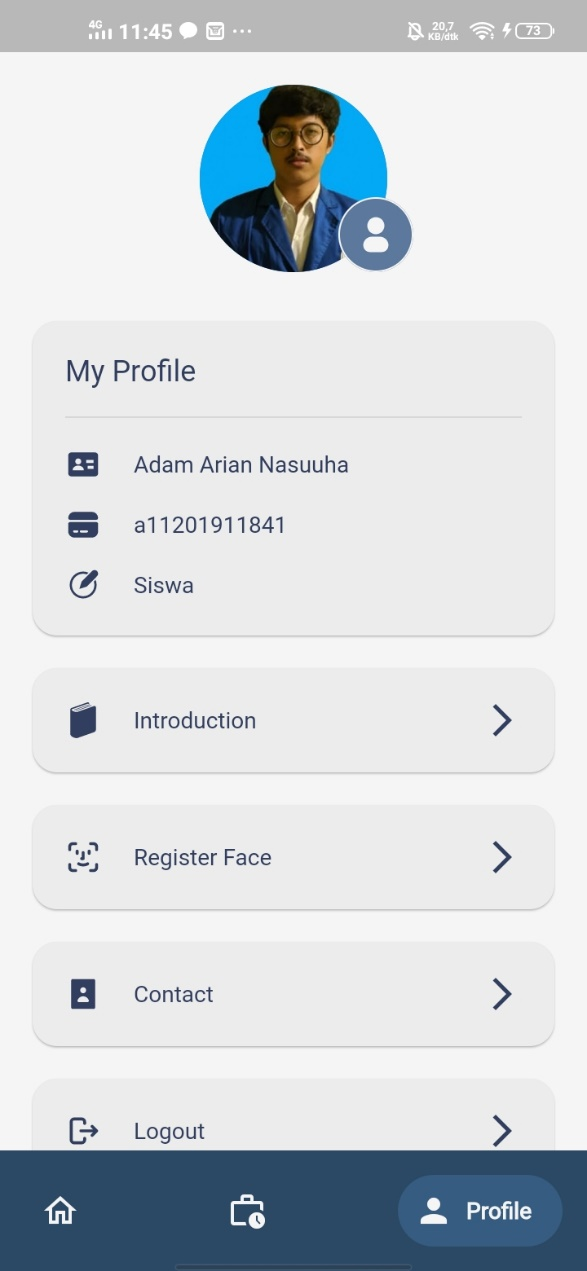 4G 11:45 20,7 KB/dtk 73
My Profile
Adam Arian Nasuuha
a11201911841
Siswa
Introduction
Register Face
Contact
Logout
Profile